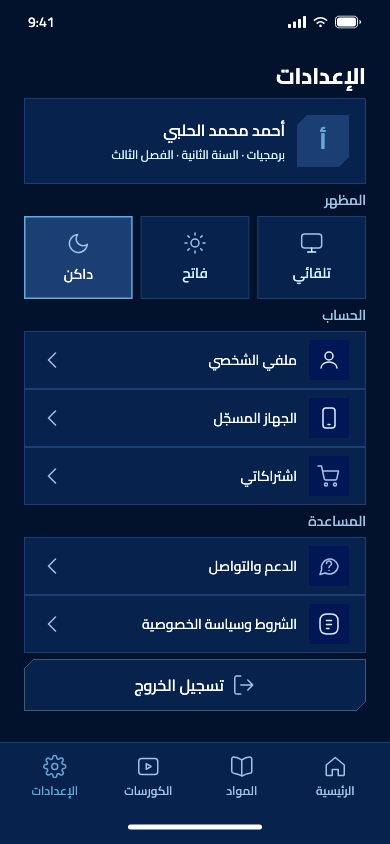 9:41
الإعدادات
أ
أحمد محمد الحلبي
برمجيات · السنة الثانية · الفصل الثالث
المظهر
تلقائي
فاتح
داكن
الحساب
ملفي الشخصي
الجهاز المسجّل
اشتراكاتي
المساعدة
الدعم والتواصل
الشروط وسياسة الخصوصية
تسجيل الخروج
الرئيسية
المواد
الكورسات
الإعدادات